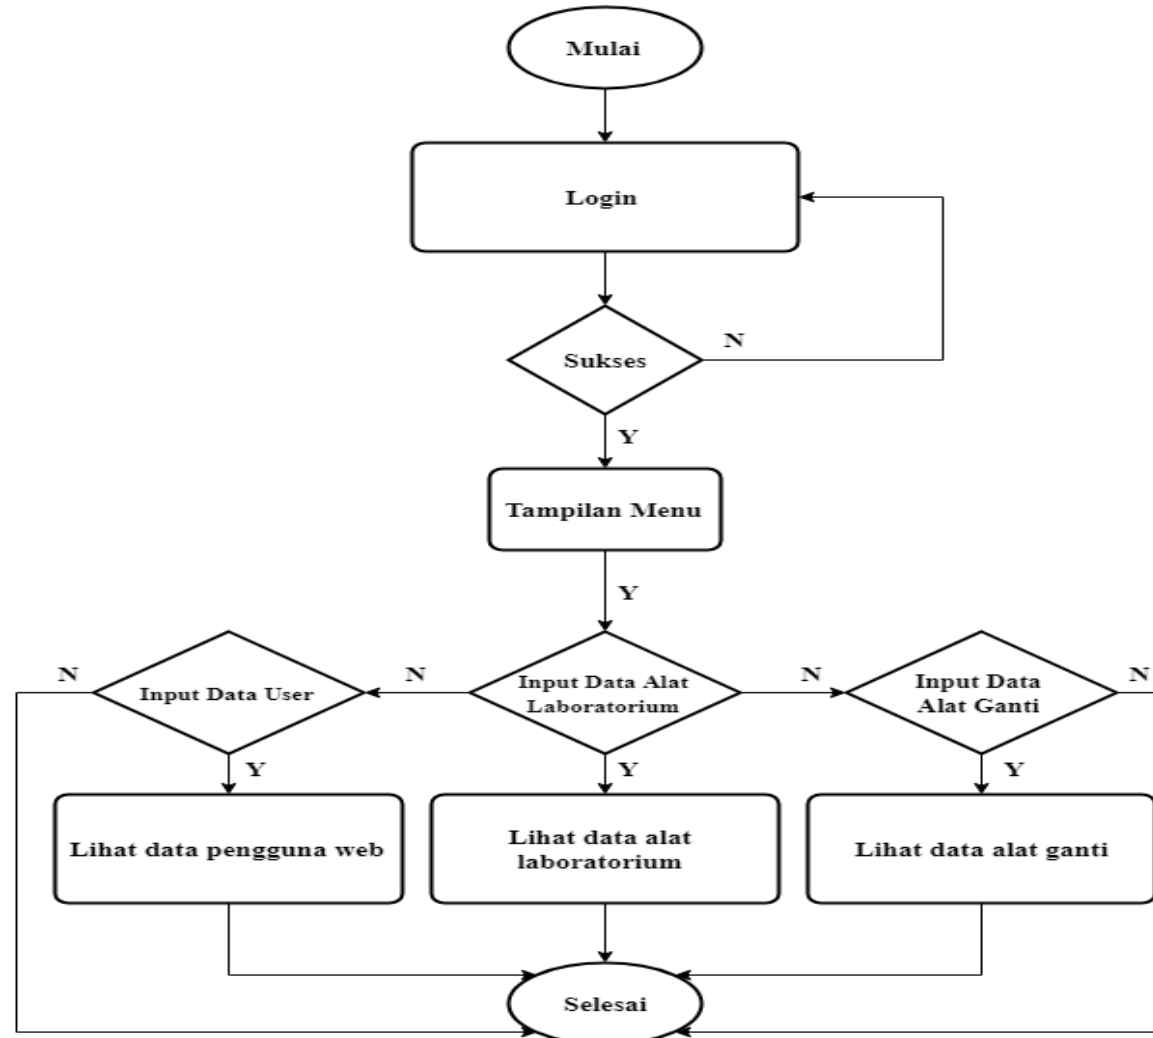 Mulai
Login
Sukses
N
Y
Tampilan Menu
Y
N
N
N
N
Input Data User
Input Data Alat
Laboratorium
Input Data
Alat Ganti
Y
Y
Y
Lihat data pengguna web
Lihat data alat
laboratorium
Lihat data alat ganti
Selesai